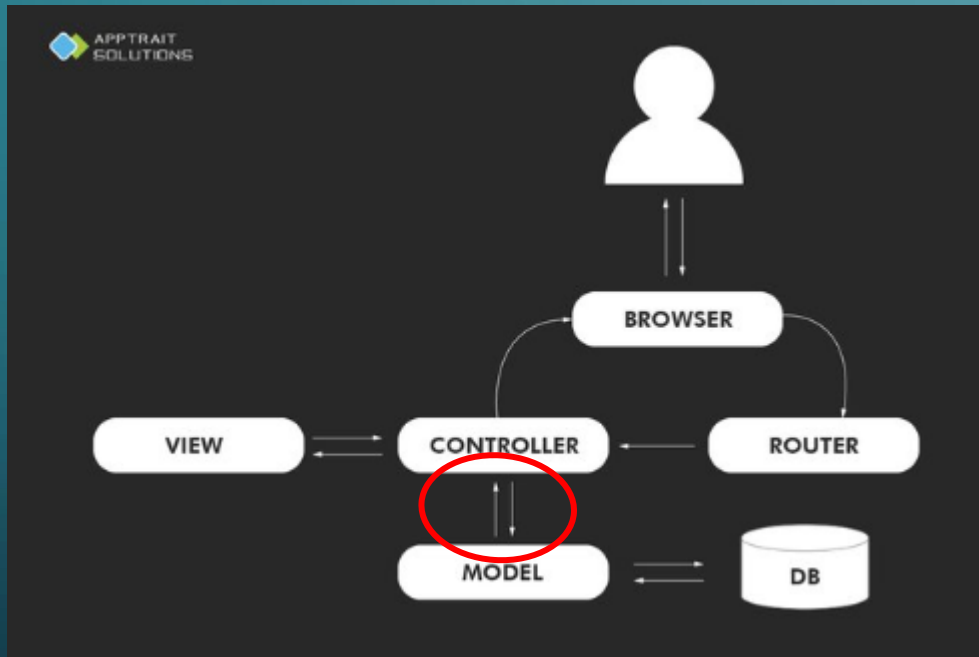 APPTRAIT
SOLUTIONS
BROWSER
VIEW
CONTROLLER
ROUTER
MODEL
DB